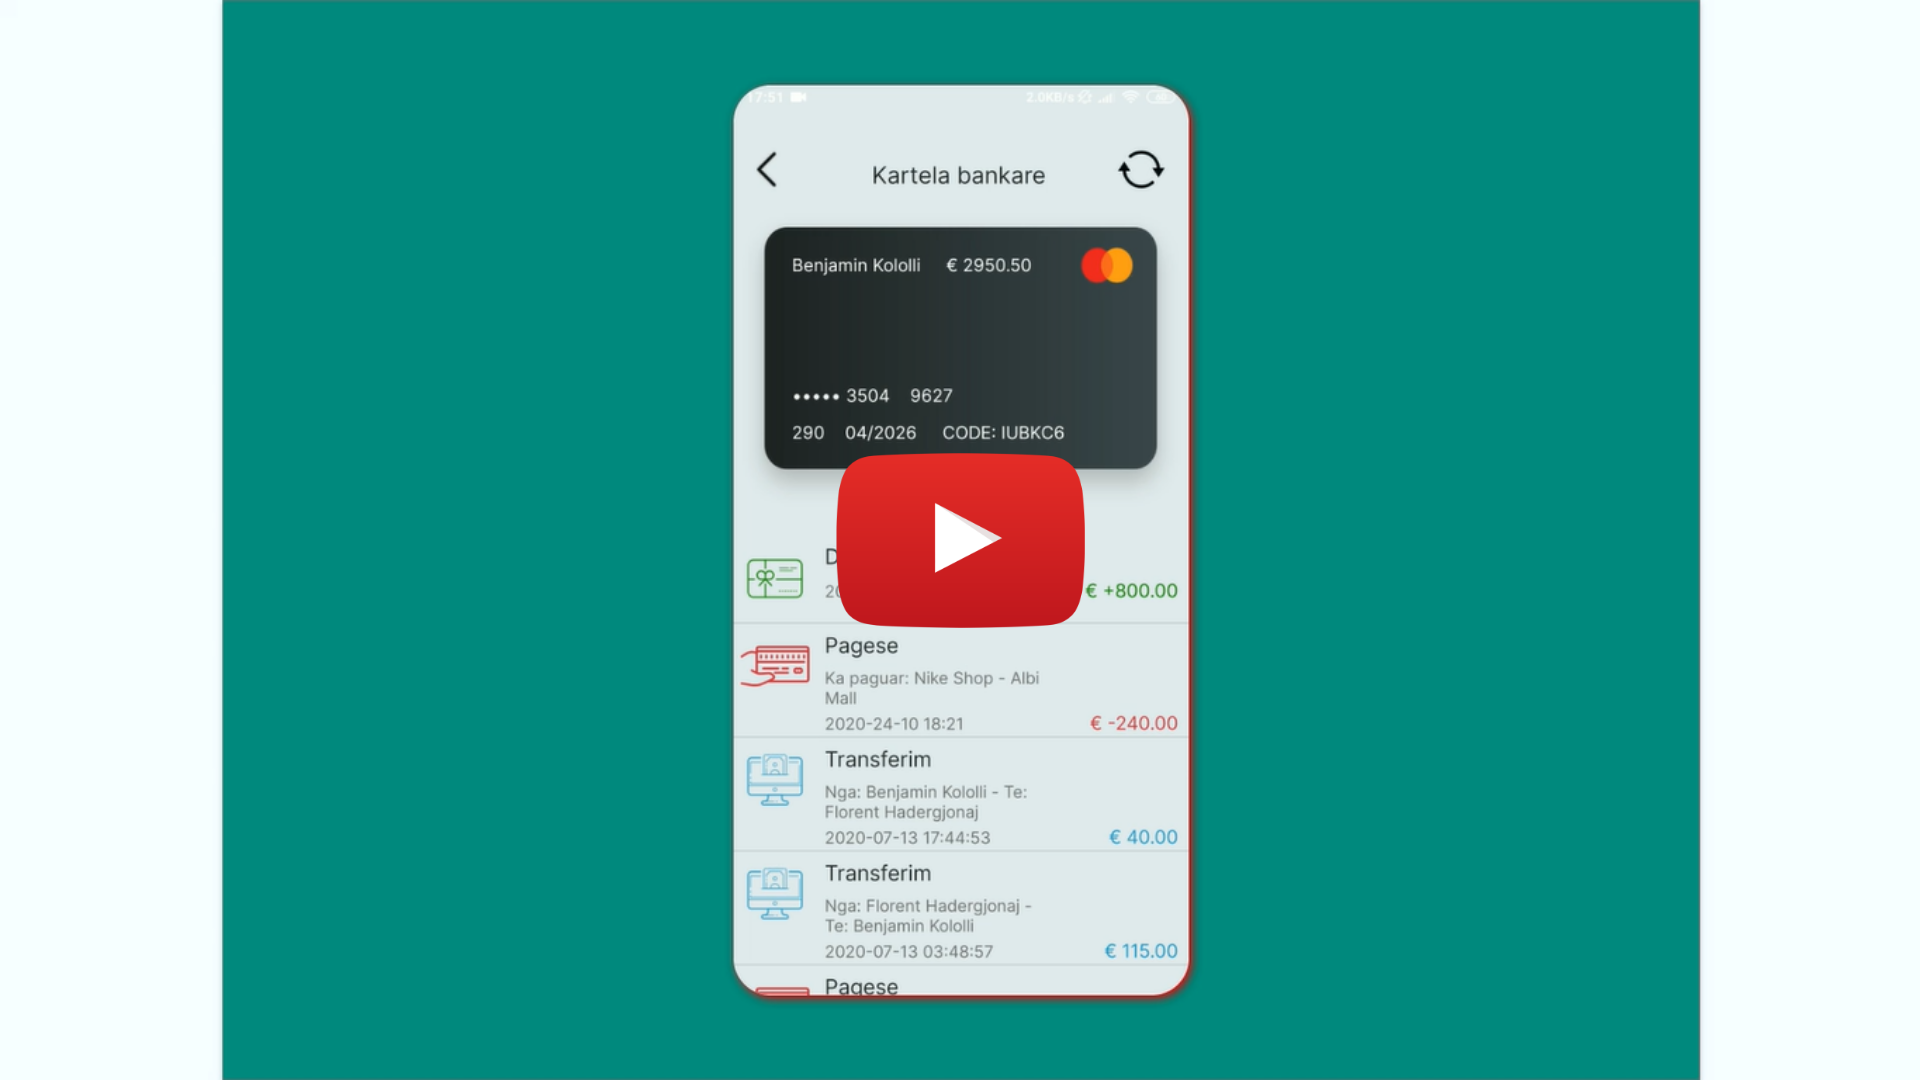 17:51 2.0KB/s
Kartela bankare
Benjamin Kololli € 2950.50
••••• 3504 9627
290 04/2026 CODE: IUBKC6
€ +800.00
Pagese
Ka paguar: Nike Shop - Albi
Mall
2020-24-10 18:21 € -240.00
Transferim
Nga: Benjamin Kololli - Te:
Florent Hadergjonaj
2020-07-13 17:44:53 € 40.00
Transferim
Nga: Florent Hadergjonaj -
Te: Benjamin Kololli
2020-07-13 03:48:57 € 115.00
Pagese